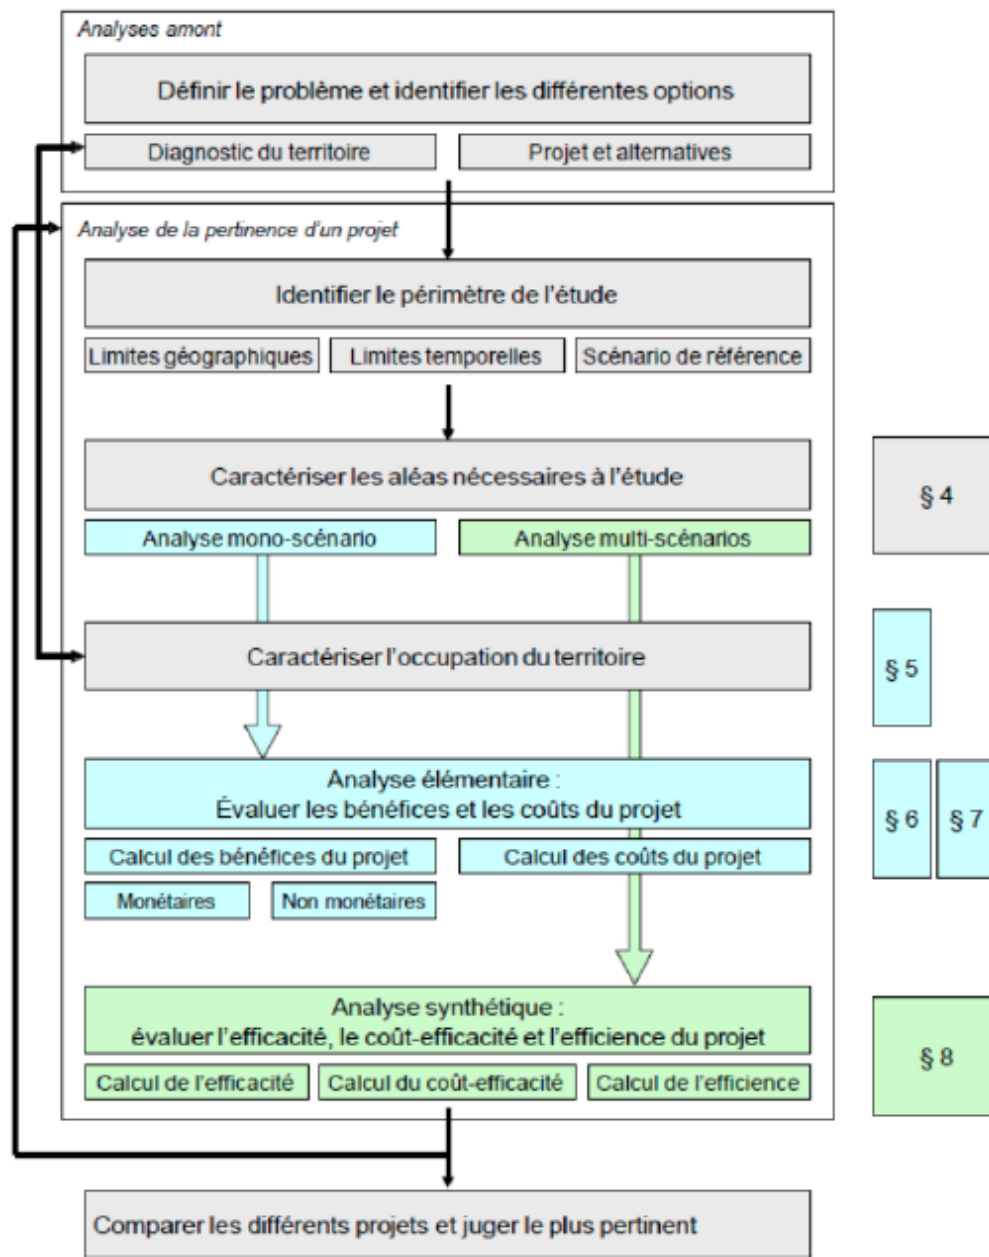 Analyses amont
Définir le problème et identifier les différentes options
Diagnostic du territoire
Projet et alternatives
Analyse de la pertinence d'un projet
Identifier le périmètre de l'étude
Limites géographiques
Limites temporelles
Scénario de référence
Caractériser les aléas nécessaires à l'étude
§ 4
Analyse mono-scénario
Analyse multi-scénarios
Caractériser l'occupation du territoire
§ 5
Analyse élémentaire :
Évaluer les bénéfices et les coûts du projet
§ 6
§ 7
Calcul des bénéfices du projet
Calcul des coûts du projet
Monétaires
Non monétaires
Analyse synthétique :
évaluer l'efficacité, le coût-efficacité et l'efficience du projet
§ 8
Calcul de l'efficacité
Calcul du coût-efficacité
Calcul de l'efficience
Comparer les différents projets et juger le plus pertinent